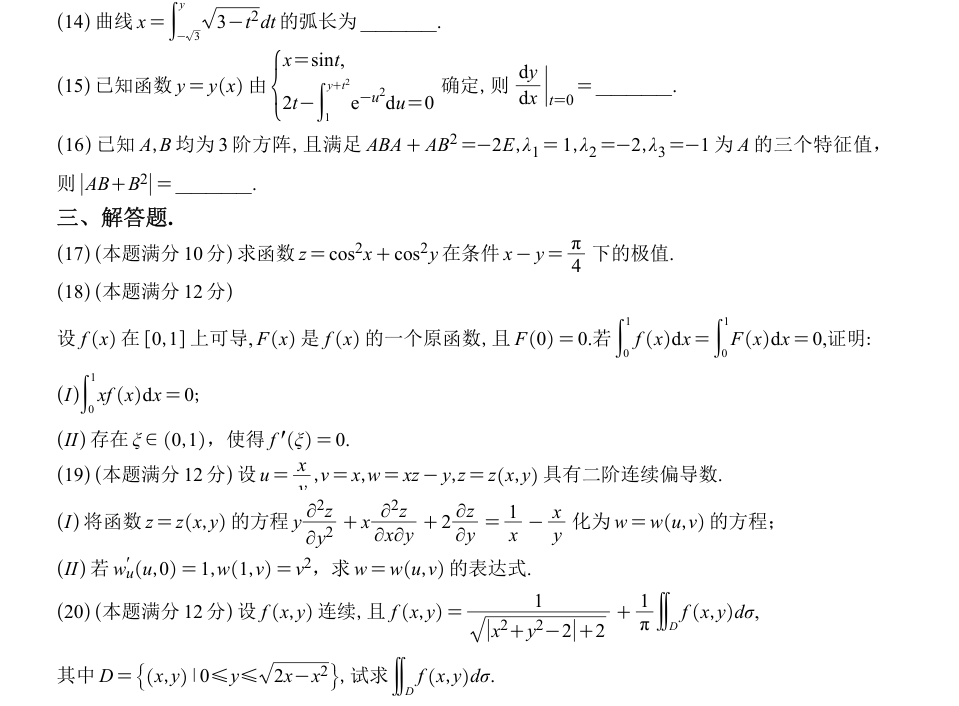 (14) 曲线 x = ∫_{-√3}^{y} √(3-t²) dt 的弧长为 ________.
(15) 已知函数 y = y(x) 由 { x = sint, 2t - ∫_1^{y+t²} e^{-u²}du = 0 确定, 则 dy/dx |_{t=0} = ________.
(16) 已知 A,B 均为 3 阶方阵, 且满足 ABA + AB² = -2E, λ₁ = 1, λ₂ = -2, λ₃ = -1 为 A 的三个特征值,
则 |AB+B²| = ________.
三、解答题.
(17) (本题满分 10 分) 求函数 z = cos²x + cos²y 在条件 x - y = π/4 下的极值.
(18) (本题满分 12 分)
设 f(x) 在 [0,1] 上可导, F(x) 是 f(x) 的一个原函数, 且 F(0) = 0.若 ∫_0^1 f(x)dx = ∫_0^1 F(x)dx = 0,证明:
(I) ∫_0^1 xf(x)dx = 0;
(II) 存在 ξ∈ (0,1), 使得 f′(ξ) = 0.
(19) (本题满分 12 分) 设 u = x/y, v = x, w = xz - y, z = z(x,y) 具有二阶连续偏导数.
(I) 将函数 z = z(x,y) 的方程 y ∂²z/∂y² + x ∂²z/∂x∂y + 2 ∂z/∂y = 1/x - x/y 化为 w = w(u,v) 的方程;
(II) 若 w′_u(u,0) = 1, w(1,v) = v², 求 w = w(u,v) 的表达式.
(20) (本题满分 12 分) 设 f(x,y) 连续, 且 f(x,y) = 1/√(|x²+y²-2|+2) + 1/π ∬_D f(x,y)dσ,
其中 D = {(x,y) | 0≤y≤√(2x-x²)}, 试求 ∬_D f(x,y)dσ.